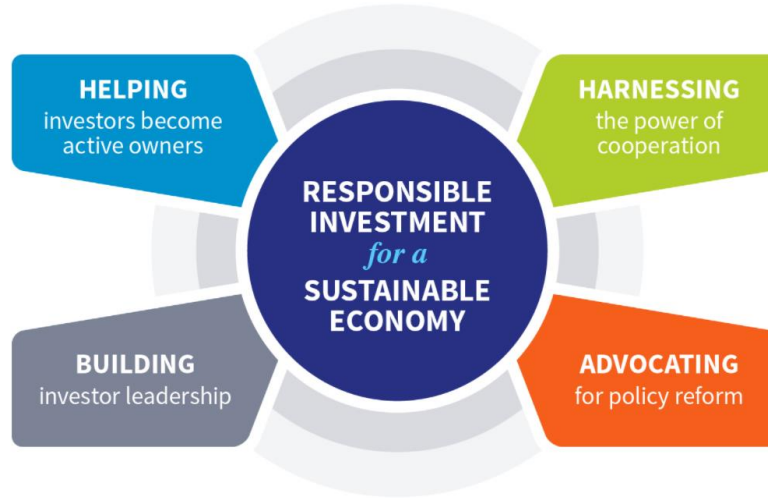 HELPING
investors become
active owners
HARNESSING
the power of
cooperation
RESPONSIBLE
INVESTMENT
for a
SUSTAINABLE
ECONOMY
BUILDING
investor leadership
ADVOCATING
for policy reform